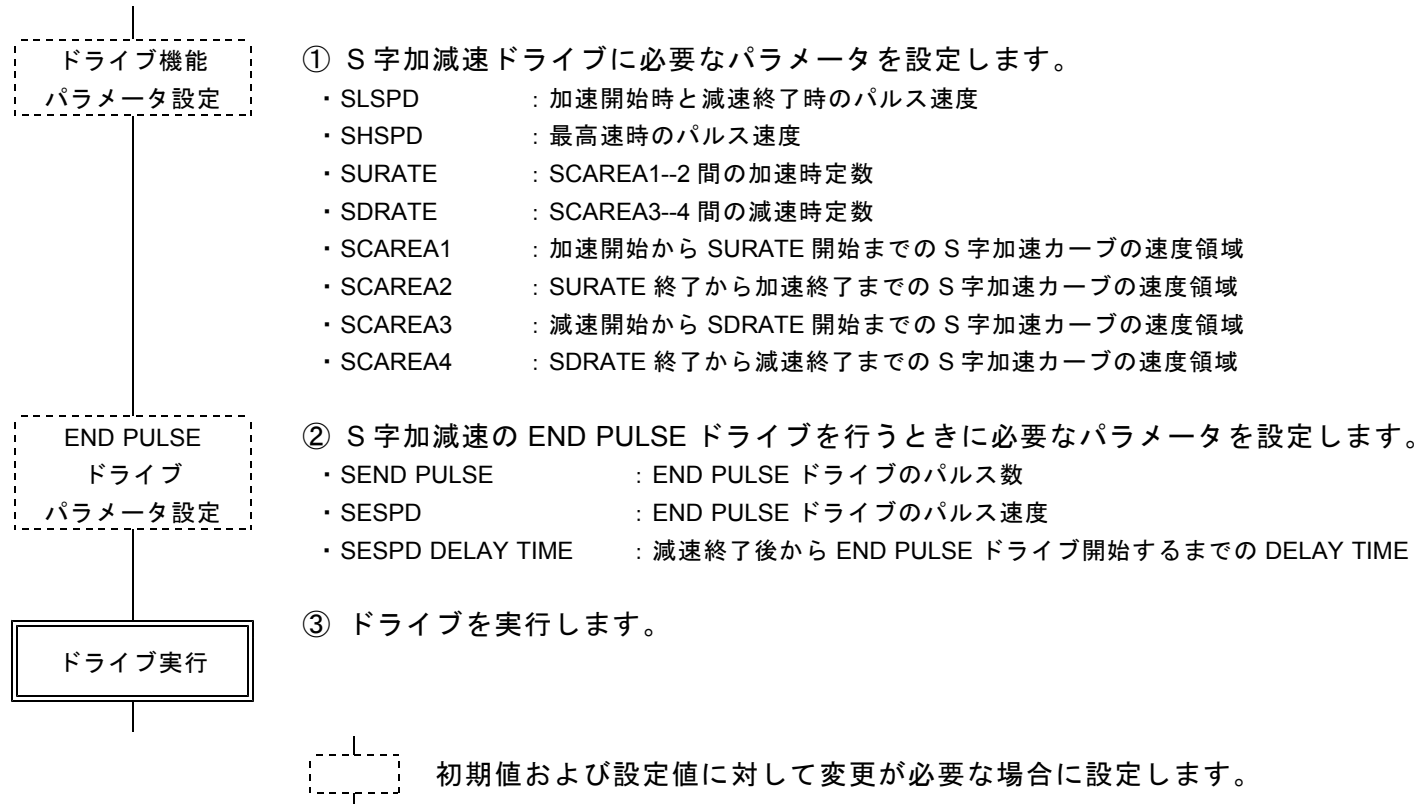 ドライブ機能
パラメータ設定
① S 字加減速ドライブに必要なパラメータを設定します。
・SLSPD : 加速開始時と減速終了時のパルス速度
・SHSPD : 最高速時のパルス速度
・SURATE : SCAREA1--2 間の加速時定数
・SDRATE : SCAREA3--4 間の減速時定数
・SCAREA1 : 加速開始から SURATE 開始までの S 字加速カーブの速度領域
・SCAREA2 : SURATE 終了から加速終了までの S 字加速カーブの速度領域
・SCAREA3 : 減速開始から SDRATE 開始までの S 字加速カーブの速度領域
・SCAREA4 : SDRATE 終了から減速終了までの S 字加速カーブの速度領域
END PULSE
ドライブ
パラメータ設定
② S 字加減速の END PULSE ドライブを行うときに必要なパラメータを設定します。
・SEND PULSE : END PULSE ドライブのパルス数
・SESPD : END PULSE ドライブのパルス速度
・SESPD DELAY TIME : 減速終了後から END PULSE ドライブ開始するまでの DELAY TIME
ドライブ実行
③ ドライブを実行します。
初期値および設定値に対して変更が必要な場合に設定します。